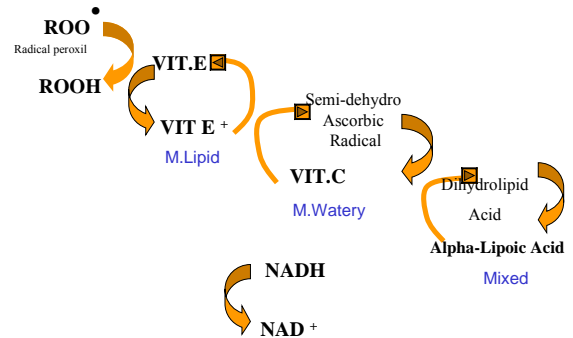 ROO •
Radical peroxil
ROOH
VIT.E
VIT E +
M.Lipid
Semi-dehydro
Ascorbic
Radical
VIT.C
M.Watery
Dihydrolipid
Acid
Alpha-Lipoic Acid
Mixed
NADH
NAD +